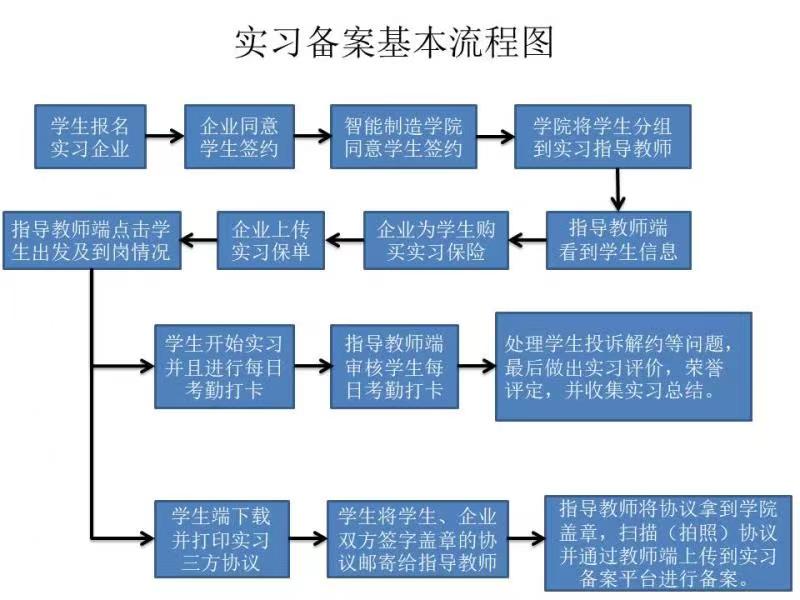 实习备案基本流程图
学生报名
实习企业
企业同意
学生签约
智能制造学院
同意学生签约
学院将学生分组
到实习指导教师
指导教师端
看到学生信息
企业为学生购
买实习保险
企业上传
实习保单
指导教师端点击学
生出发及到岗情况
学生开始实习
并且进行每日
考勤打卡
指导教师端
审核学生每
日考勤打卡
处理学生投诉解约等问题,
最后做出实习评价,荣誉
评定,并收集实习总结。
学生端下载
并打印实习
三方协议
学生将学生、企业
双方签字盖章的协
议邮寄给指导教师
指导教师将协议拿到学院
盖章,扫描(拍照)协议
并通过教师端上传到实习
备案平台进行备案。